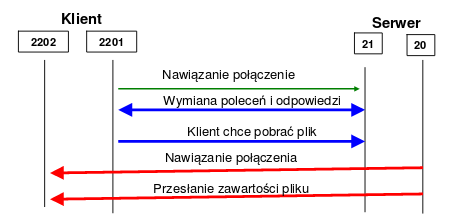 Klient
Serwer
2202
2201
21
20
Nawiązanie połączenie
Wymiana poleceń i odpowiedzi
Klient chce pobrać plik
Nawiązanie połączenia
Przesłanie zawartości pliku